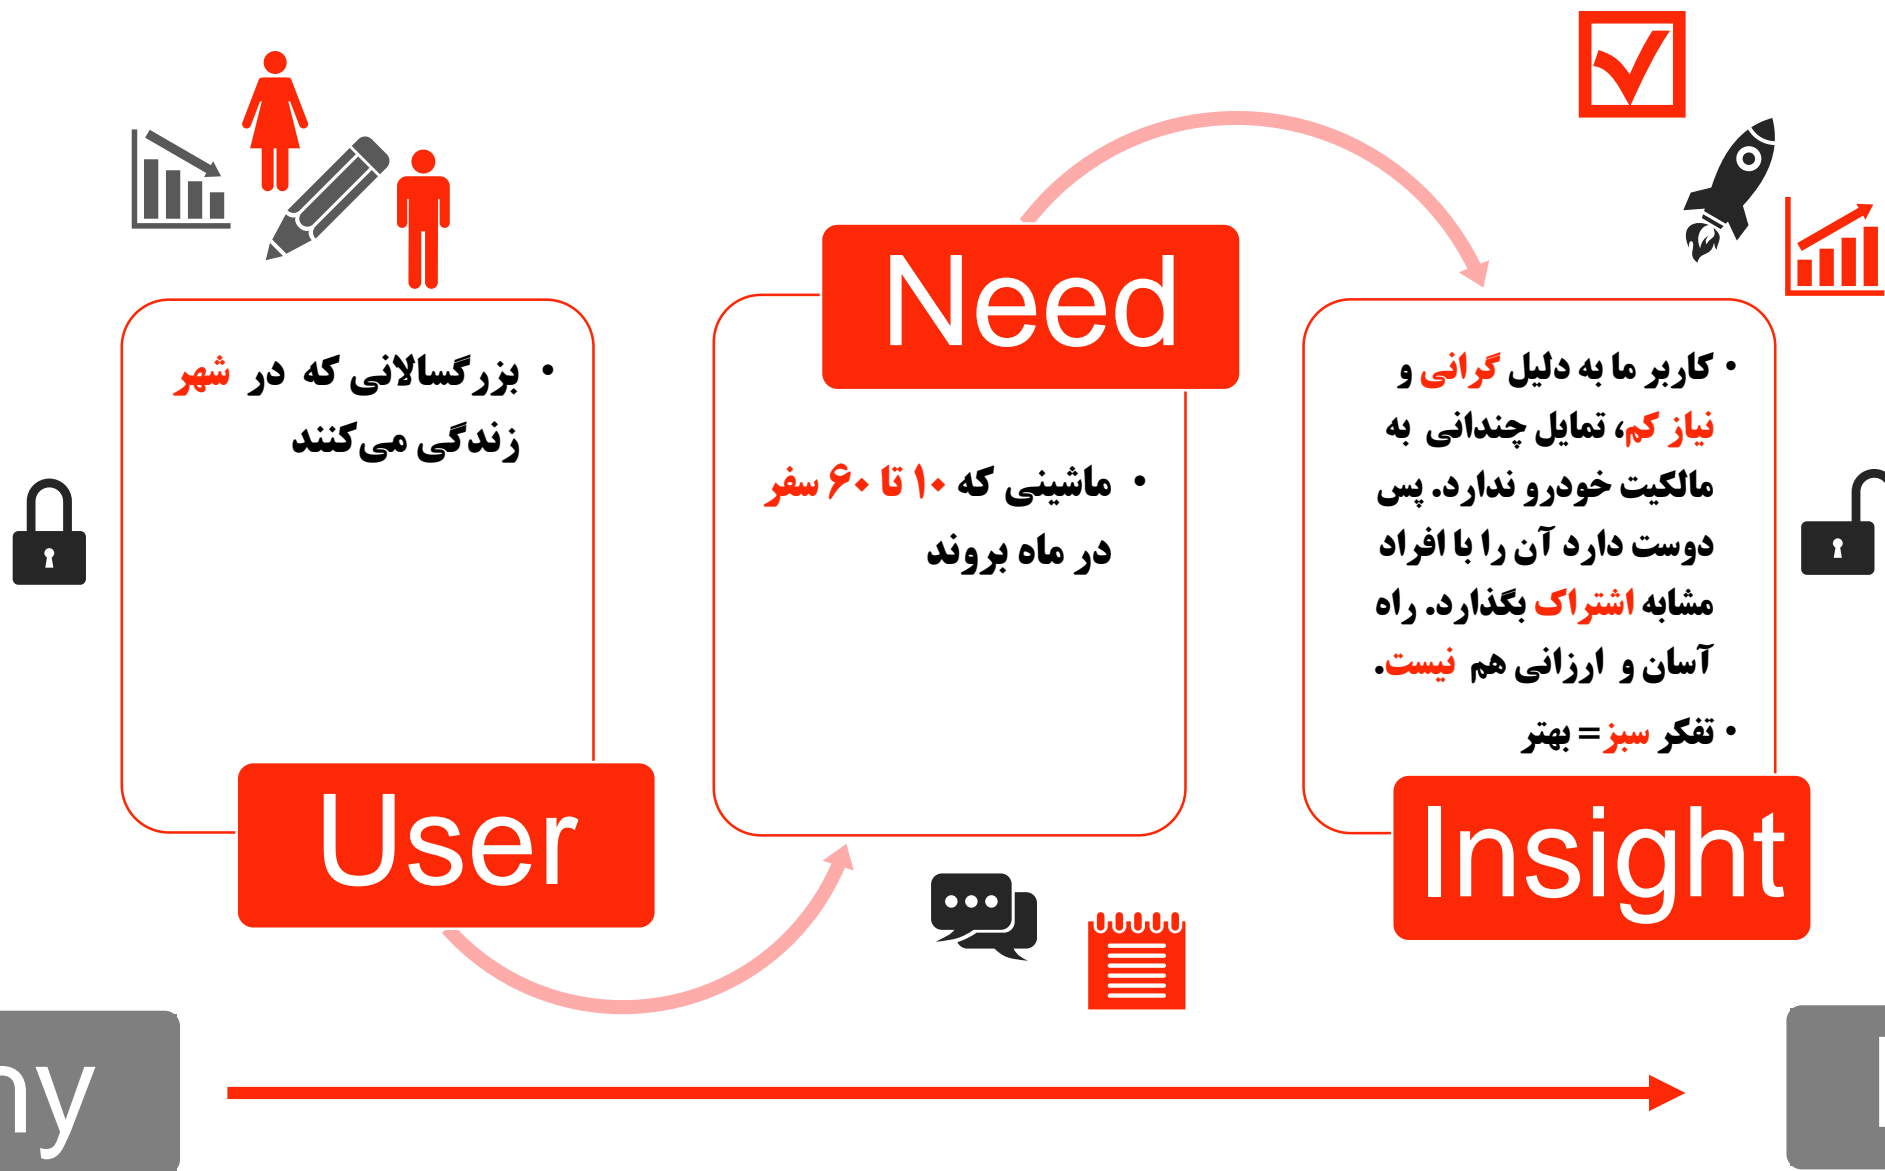 • بزرگسالانی که در شهر
زندگی می‌کنند
User
Need
• ماشینی که ۱۰ تا ۶۰ سفر
در ماه بروند
• کاربر ما به دلیل گرانی و
نیاز کم، تمایل چندانی به
مالکیت خودرو ندارد. پس
دوست دارد آن را با افراد
مشابه اشتراک بگذارد. راه
آسان و ارزانی هم نیست.
• تفکر سبز = بهتر
Insight